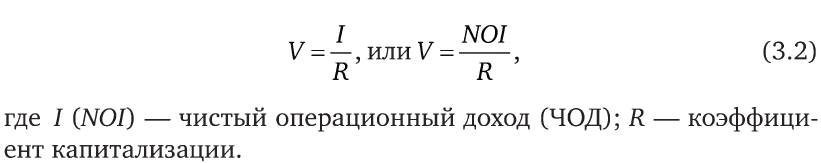 V = I/R, или V = NOI/R, (3.2)
где I (NOI) — чистый операционный доход (ЧОД); R — коэффици-
ент капитализации.